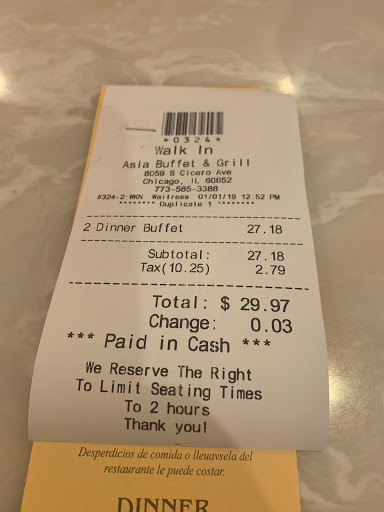 *0324*
Walk In
Asia Buffet & Grill
8059 S Cicero Ave
Chicago, IL 60652
773-585-3388
#324-2:WKN Waitress 01/01/19 12:52 PM
******** Duplicate 1 ********
2 Dinner Buffet 27.18
Subtotal: 27.18
Tax(10.25) 2.79
Total: $ 29.97
Change: 0.03
*** Paid in Cash ***
We Reserve The Right
To Limit Seating Times
To 2 hours
Thank you!
Desperdicios de comida o lleuavsela del
restaurante le puede costar.
DINNER